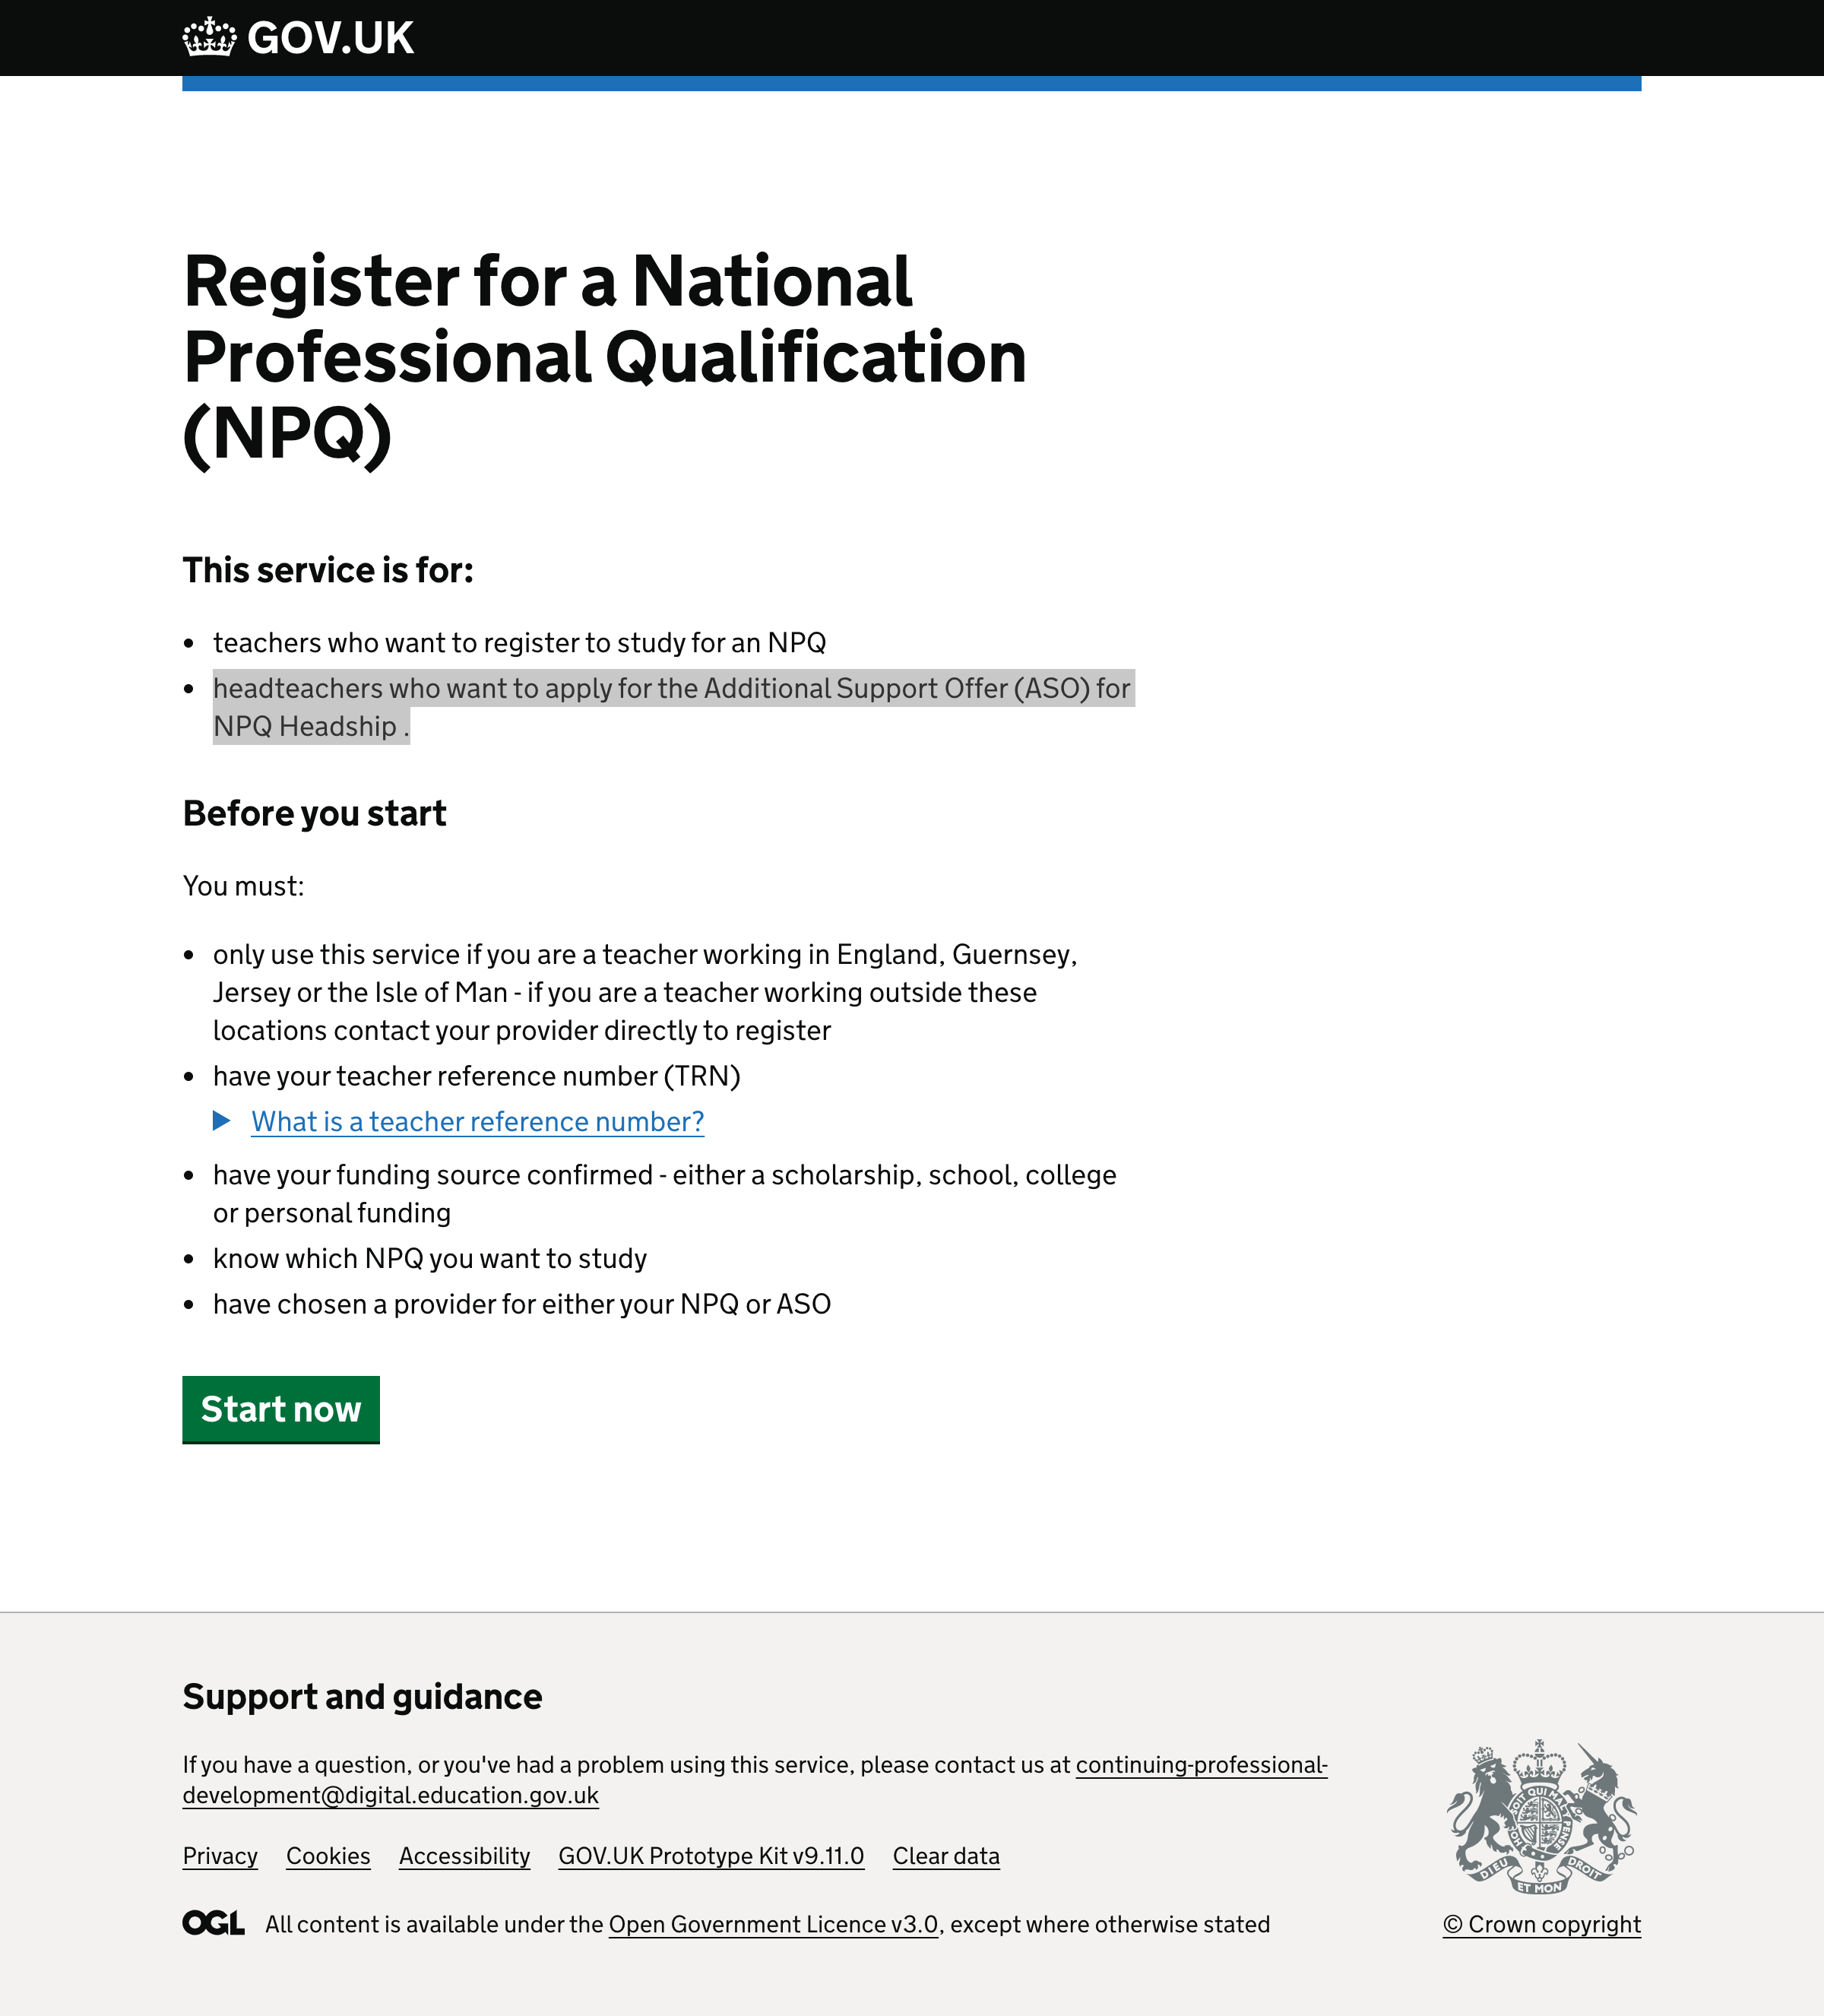 GOV.UK
Register for a National
Professional Qualification
(NPQ)
This service is for:
teachers who want to register to study for an NPQ
headteachers who want to apply for the Additional Support Offer (ASO) for
NPQ Headship .
Before you start
You must:
only use this service if you are a teacher working in England, Guernsey,
Jersey or the Isle of Man - if you are a teacher working outside these
locations contact your provider directly to register
have your teacher reference number (TRN)
What is a teacher reference number?
have your funding source confirmed - either a scholarship, school, college
or personal funding
know which NPQ you want to study
have chosen a provider for either your NPQ or ASO
Start now
Support and guidance
If you have a question, or you've had a problem using this service, please contact us at continuing-professional-
development@digital.education.gov.uk
Privacy Cookies Accessibility GOV.UK Prototype Kit v9.11.0 Clear data
OGL All content is available under the Open Government Licence v3.0, except where otherwise stated
DIEU ET MON DROIT
© Crown copyright